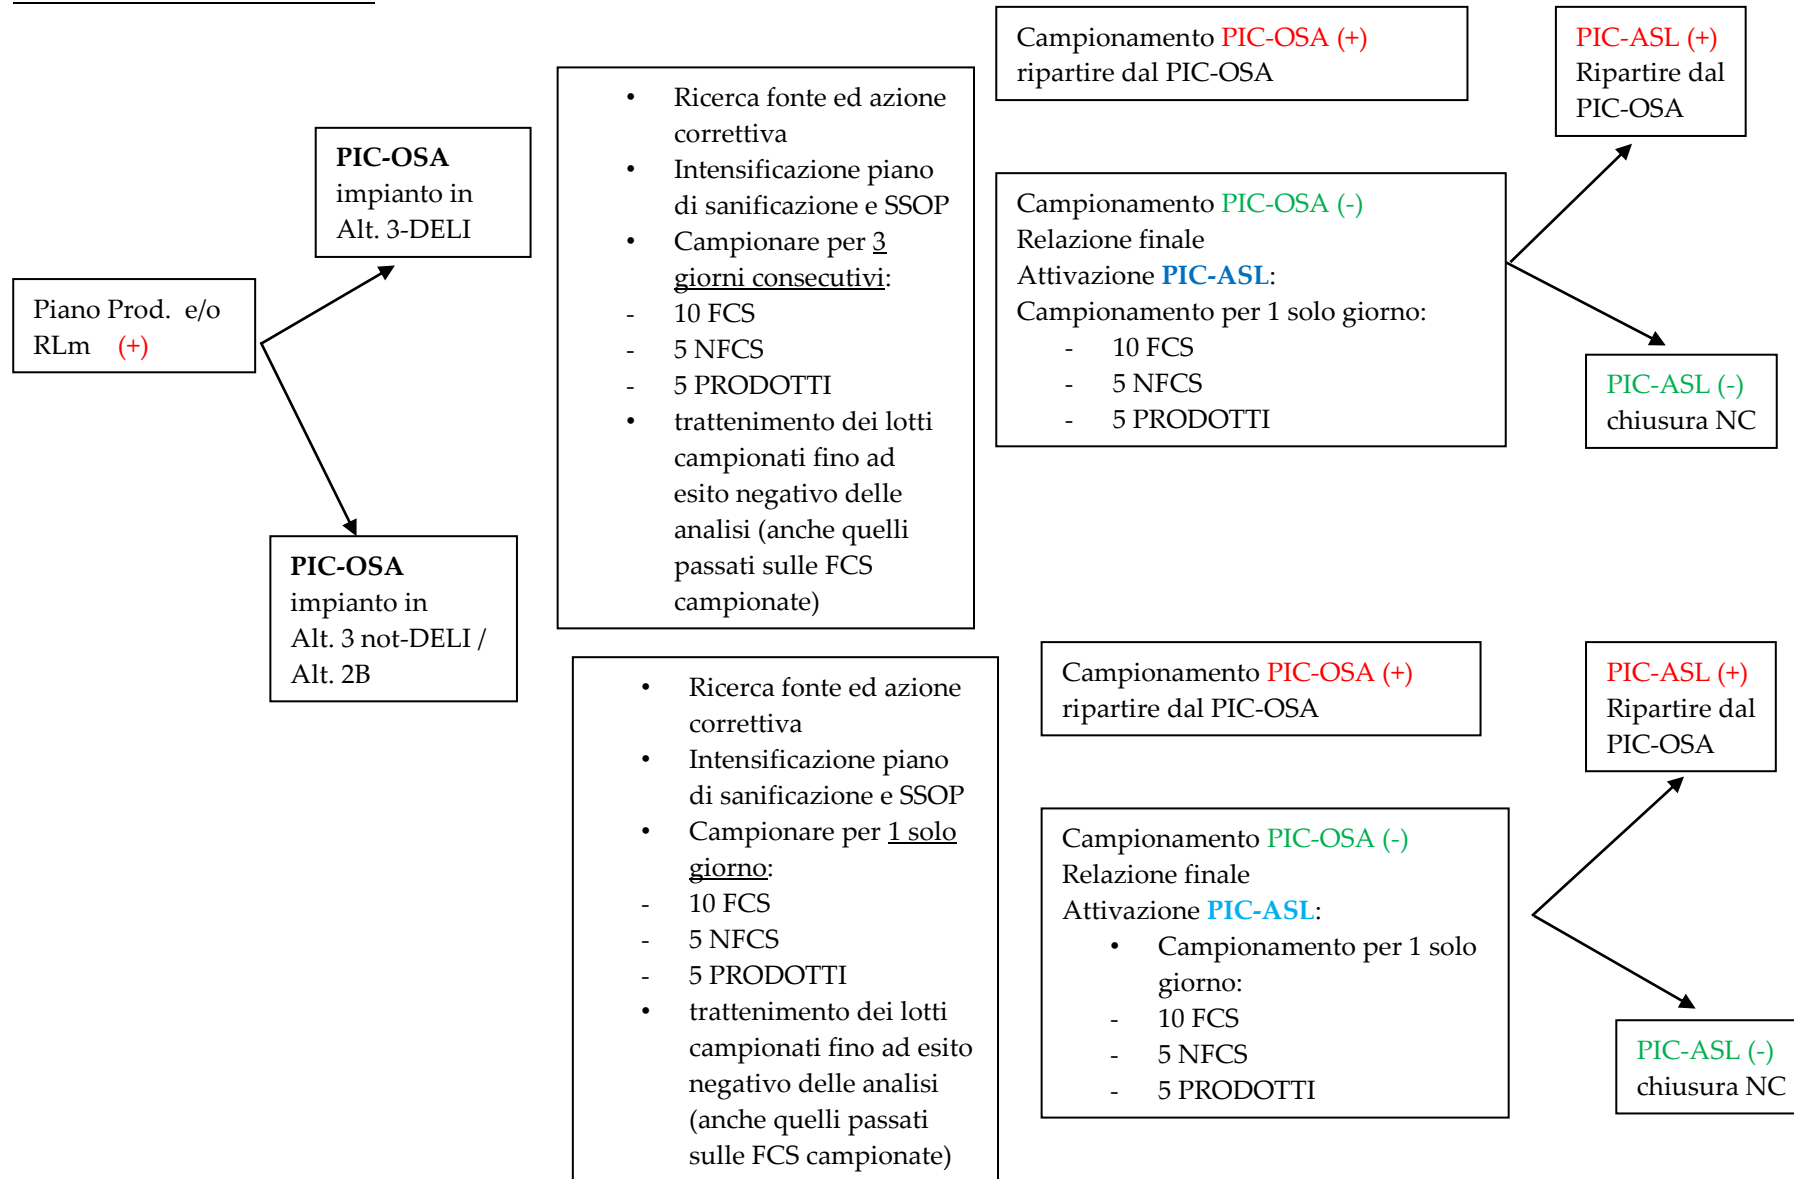 Piano Prod.  e/o
RLm   (+)
PIC-OSA
impianto in
Alt. 3-DELI
PIC-OSA
impianto in
Alt. 3 not-DELI /
Alt. 2B
• Ricerca fonte ed azione
correttiva
• Intensificazione piano
di sanificazione e SSOP
• Campionare per 3
giorni consecutivi:
- 10 FCS
- 5 NFCS
- 5 PRODOTTI
• trattenimento dei lotti
campionati fino ad
esito negativo delle
analisi (anche quelli
passati sulle FCS
campionate)
Campionamento PIC-OSA (+)
ripartire dal PIC-OSA
Campionamento PIC-OSA (-)
Relazione finale
Attivazione PIC-ASL:
Campionamento per 1 solo giorno:
- 10 FCS
- 5 NFCS
- 5 PRODOTTI
PIC-ASL (+)
Ripartire dal
PIC-OSA
PIC-ASL (-)
chiusura NC
• Ricerca fonte ed azione
correttiva
• Intensificazione piano
di sanificazione e SSOP
• Campionare per 1 solo
giorno:
- 10 FCS
- 5 NFCS
- 5 PRODOTTI
• trattenimento dei lotti
campionati fino ad esito
negativo delle analisi
(anche quelli passati
sulle FCS campionate)
Campionamento PIC-OSA (+)
ripartire dal PIC-OSA
Campionamento PIC-OSA (-)
Relazione finale
Attivazione PIC-ASL:
• Campionamento per 1 solo
giorno:
- 10 FCS
- 5 NFCS
- 5 PRODOTTI
PIC-ASL (+)
Ripartire dal
PIC-OSA
PIC-ASL (-)
chiusura NC